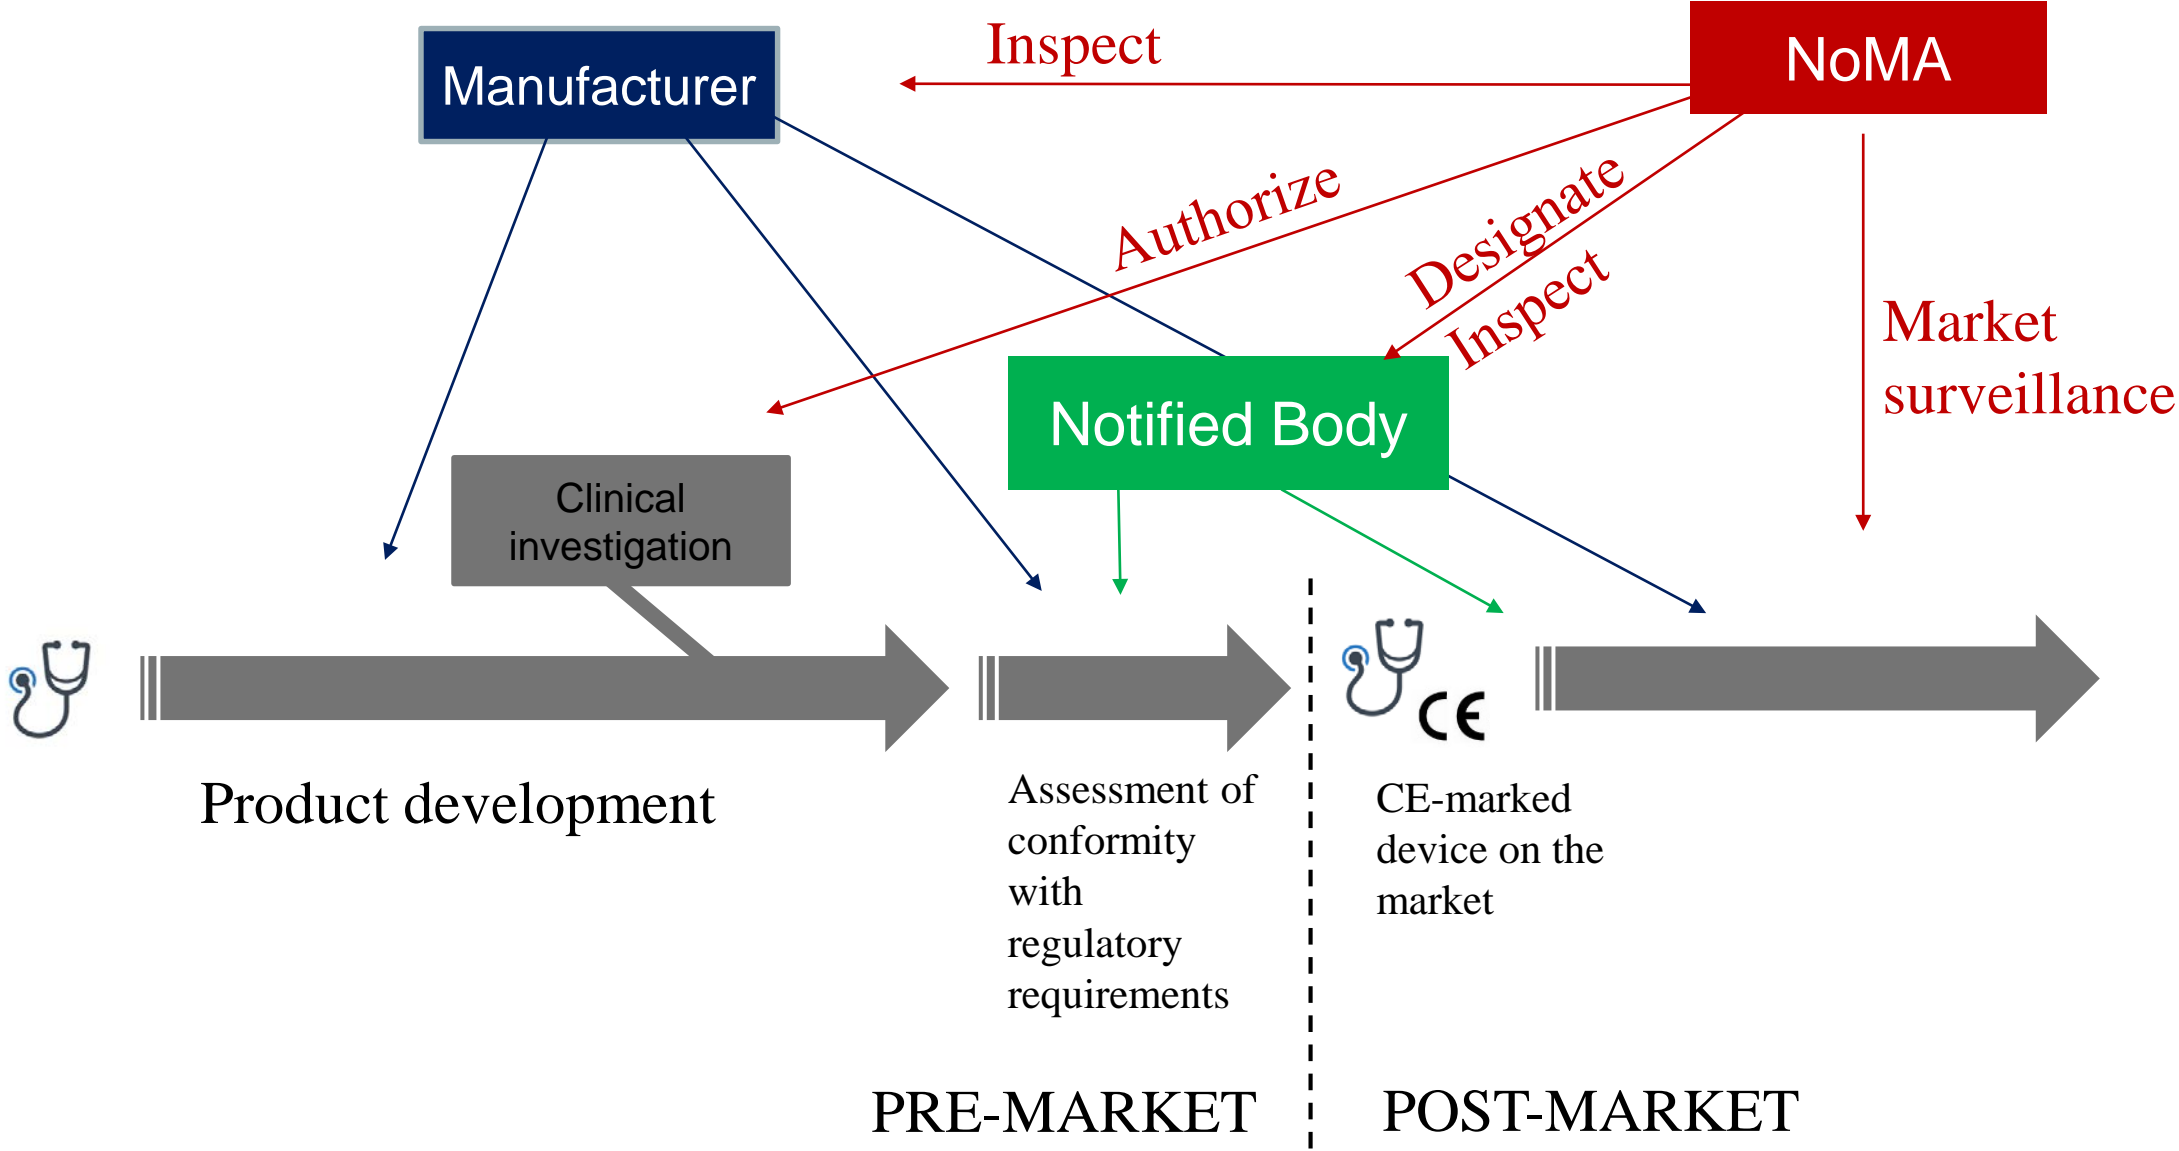 Manufacturer
Inspect
NoMA
Authorize
Designate
Inspect
Market
surveillance
Notified Body
Clinical
investigation
CE
Product development
Assessment of
conformity
with
regulatory
requirements
CE-marked
device on the
market
PRE-MARKET
POST-MARKET